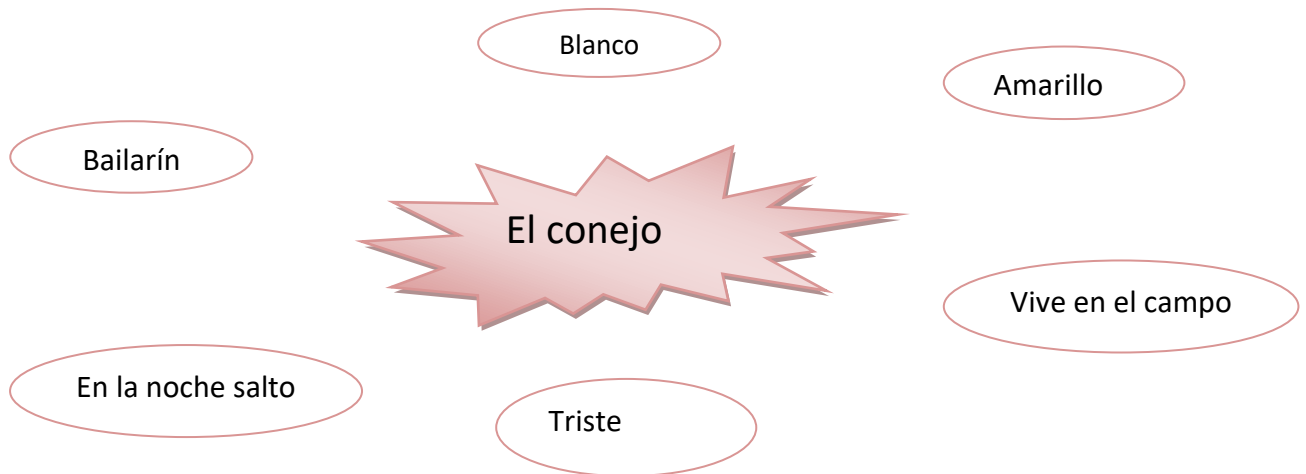 Blanco
Amarillo
Bailarín
El conejo
Vive en el campo
En la noche salto
Triste